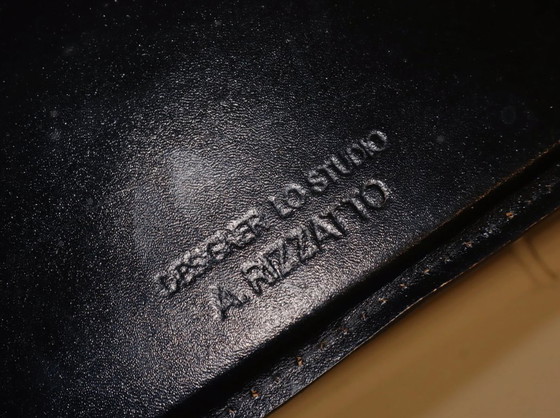 DESIGNER LO STUDIO
A. RIZZATTO